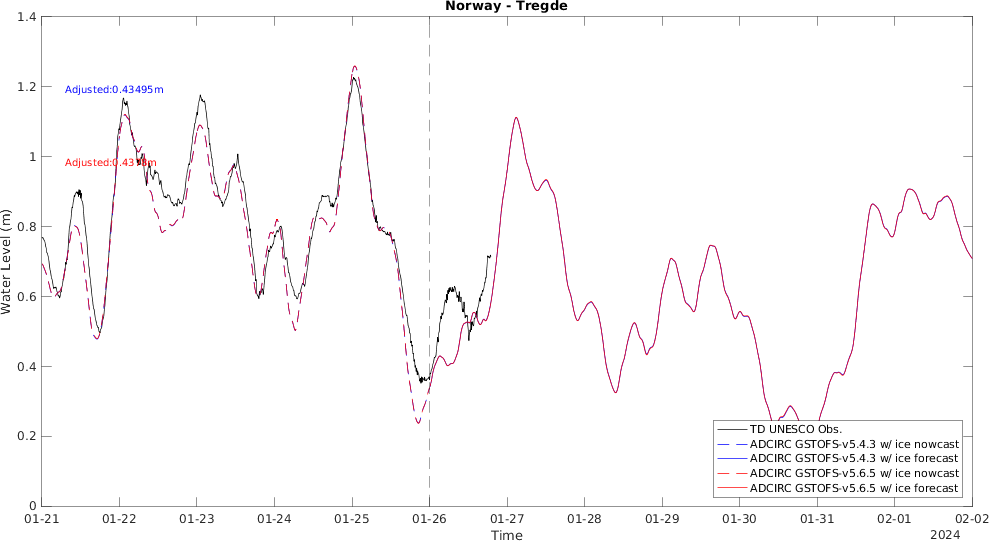 Norway - Tregde
1.4
1.2
1
0.8
0.6
0.4
0.2
0
Water Level (m)
Adjusted:0.43495m
TD UNESCO Obs.
ADCIRC GSTOFS-v5.4.3 w/ ice nowcast
ADCIRC GSTOFS-v5.4.3 w/ ice forecast
ADCIRC GSTOFS-v5.6.5 w/ ice nowcast
ADCIRC GSTOFS-v5.6.5 w/ ice forecast
01-21 01-22 01-23 01-24 01-25 01-26 01-27 01-28 01-29 01-30 01-31 02-01 02-02
Time
2024